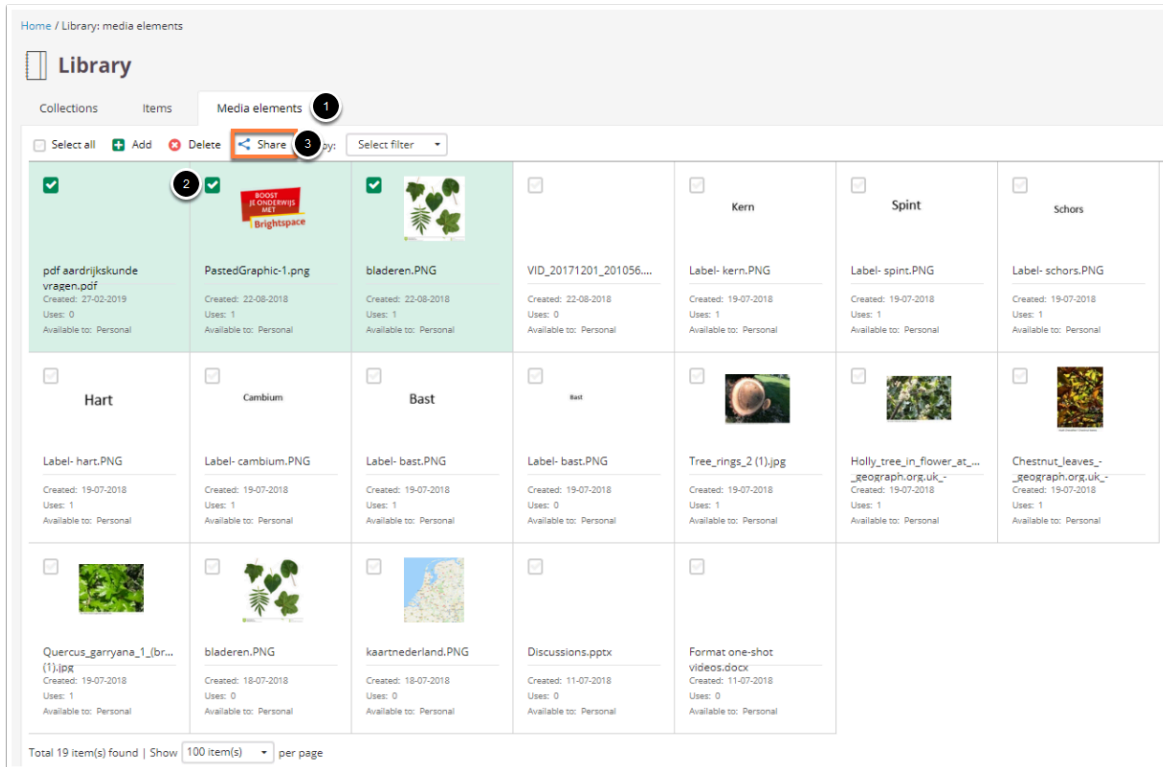 Home / Library: media elements
Library
Collections Items Media elements 1
Select all Add Delete Share 3 by: Select filter
2
BOOST
JE ONDERWIJS
MET
Brightspace
Kern Spint Schors
pdf aardrijkskunde vragen.pdf PastedGraphic-1.png bladeren.PNG VID_20171201_201056.... Label- kern.PNG Label- spint.PNG Label- schors.PNG
Created: 27-02-2019 Created: 22-08-2018 Created: 22-08-2018 Created: 22-08-2018 Created: 19-07-2018 Created: 19-07-2018 Created: 19-07-2018
Uses: 0 Uses: 1 Uses: 1 Uses: 0 Uses: 1 Uses: 1 Uses: 1
Available to: Personal Available to: Personal Available to: Personal Available to: Personal Available to: Personal Available to: Personal Available to: Personal
Hart Cambium Bast Bast
Label- hart.PNG Label- cambium.PNG Label- bast.PNG Label- bast.PNG Tree_rings_2 (1).jpg Holly_tree_in_flower_at_... _geograph.org.uk_- Chestnut_leaves_- _geograph.org.uk_-
Created: 19-07-2018 Created: 19-07-2018 Created: 19-07-2018 Created: 19-07-2018 Created: 19-07-2018 Created: 19-07-2018 Created: 19-07-2018
Uses: 1 Uses: 1 Uses: 1 Uses: 0 Uses: 1 Uses: 1 Uses: 1
Available to: Personal Available to: Personal Available to: Personal Available to: Personal Available to: Personal Available to: Personal Available to: Personal
Quercus_garryana_1_(br... (1).jpg bladeren.PNG kaartnederland.PNG Discussions.pptx Format one-shot videos.docx
Created: 19-07-2018 Created: 18-07-2018 Created: 18-07-2018 Created: 11-07-2018 Created: 11-07-2018
Uses: 1 Uses: 0 Uses: 0 Uses: 0 Uses: 0
Available to: Personal Available to: Personal Available to: Personal Available to: Personal Available to: Personal
Total 19 item(s) found | Show 100 item(s) per page